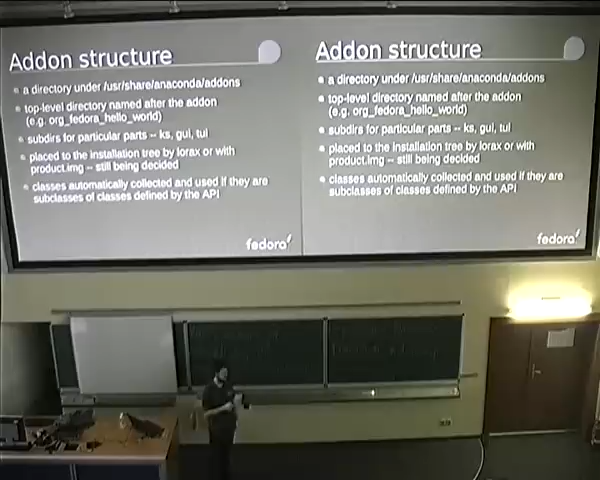 Addon structure
a directory under /usr/share/anaconda/addons
top-level directory named after the addon
(e.g. org_fedora_hello_world)
subdirs for particular parts – ks, gui, tui
placed to the installation tree by lorax or with
product.img – still being decided
classes automatically collected and used if they are
subclasses of classes defined by the API
fedora
Addon structure
a directory under /usr/share/anaconda/addons
top-level directory named after the addon
(e.g. org_fedora_hello_world)
subdirs for particular parts – ks, gui, tui
placed to the installation tree by lorax or with
product.img – still being decided
classes automatically collected and used if they are
subclasses of classes defined by the API
fedora